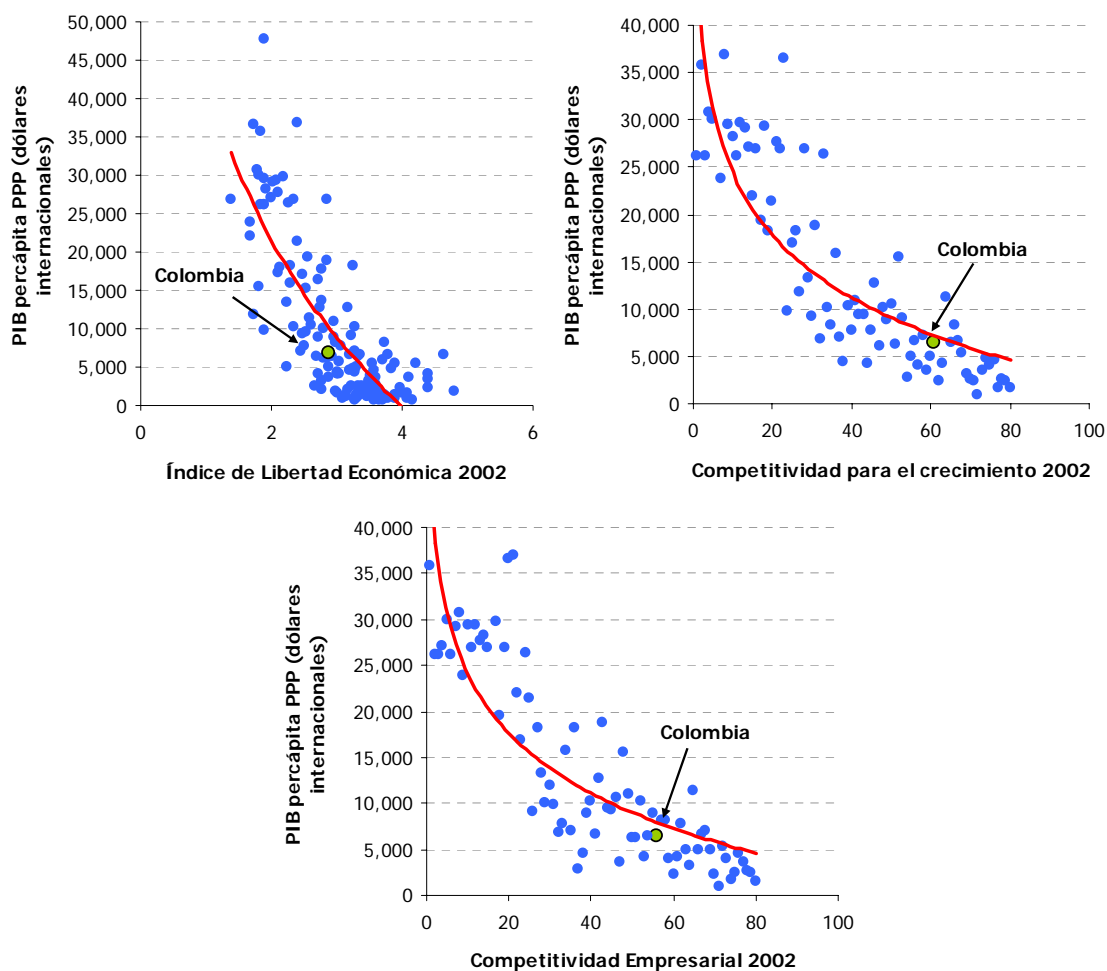 PIB percápita PPP (dólares
internacionales)
50,000
45,000
40,000
35,000
30,000
25,000
20,000
15,000
10,000
5,000
0
Colombia
0 2 4 6
Índice de Libertad Económica 2002
PIB percápita PPP (dólares
internacionales)
40,000
35,000
30,000
25,000
20,000
15,000
10,000
5,000
0
Colombia
0 20 40 60 80 100
Competitividad para el crecimiento 2002
PIB percápita PPP (dólares
internacionales)
40,000
35,000
30,000
25,000
20,000
15,000
10,000
5,000
0
Colombia
0 20 40 60 80 100
Competitividad Empresarial 2002